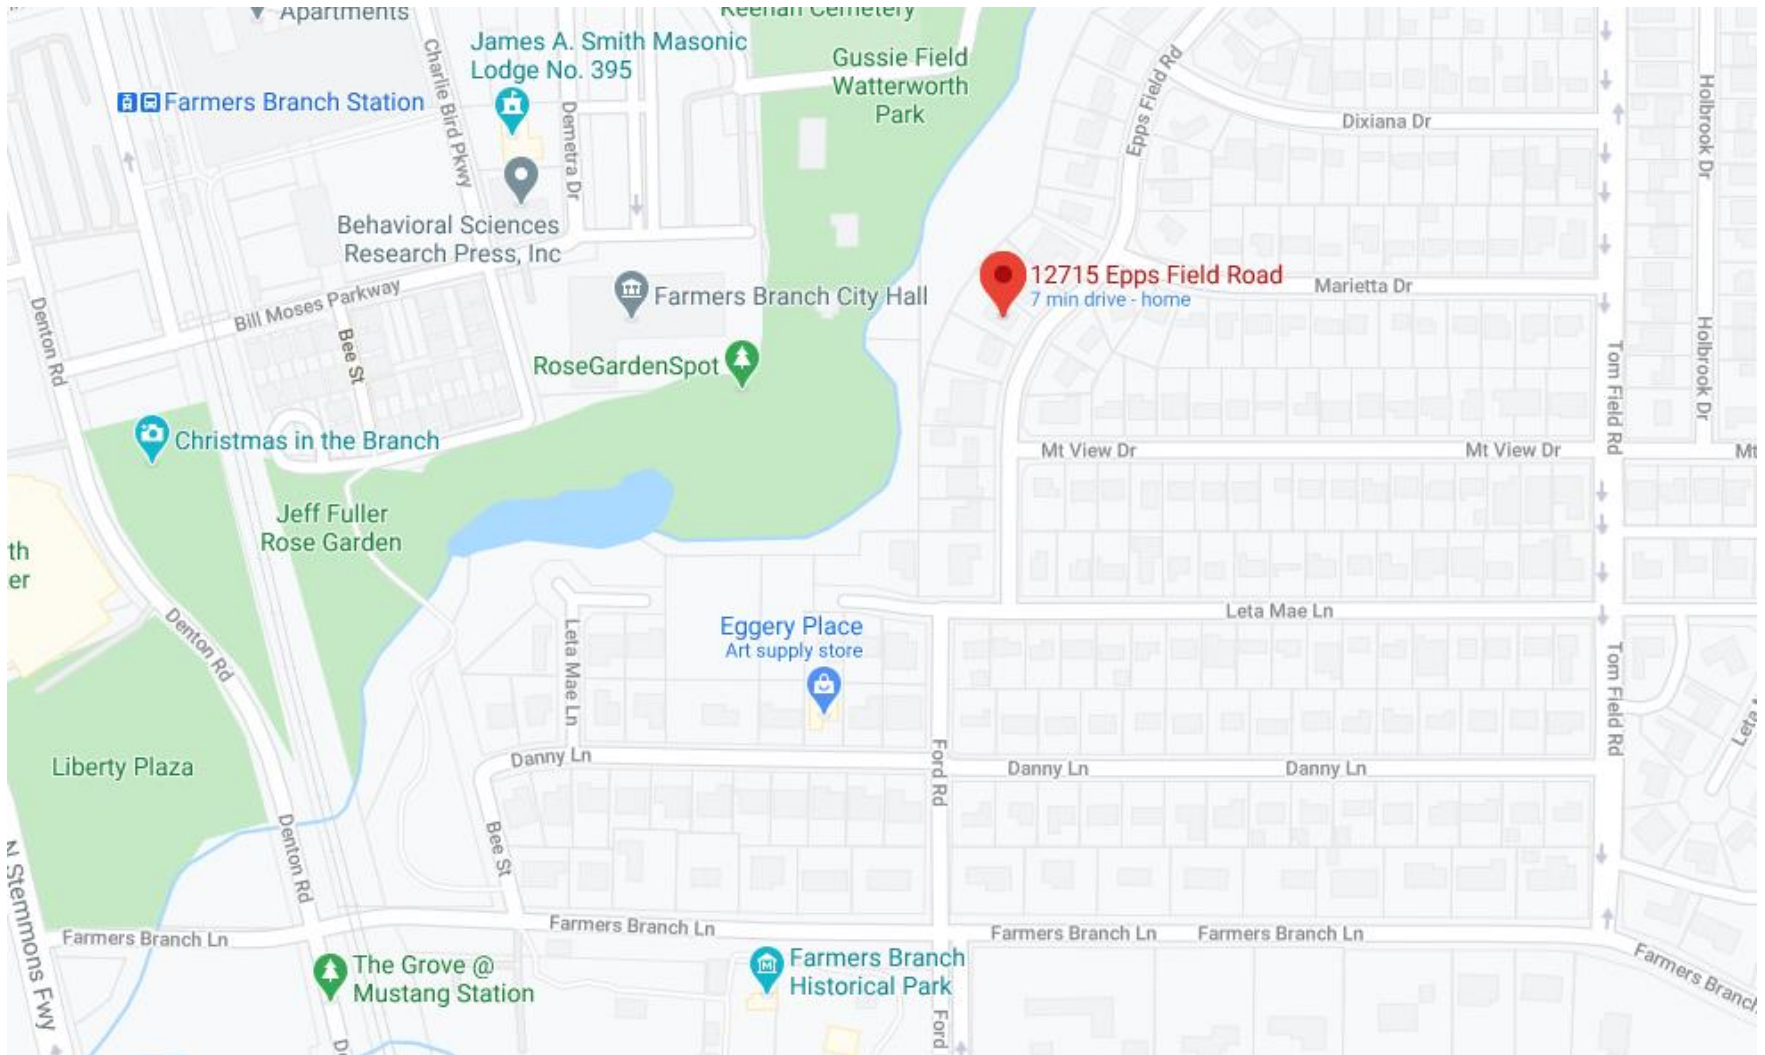 Apartments
Keenan Cemetery
James A. Smith Masonic
Lodge No. 395
Gussie Field
Watterworth
Park
Farmers Branch Station
Charlie Bird Pkwy
Demetra Dr
Epps Field Rd
Dixiana Dr
Holbrook Dr
Behavioral Sciences
Research Press, Inc
Farmers Branch City Hall
12715 Epps Field Road
7 min drive - home
Marietta Dr
Bill Moses Parkway
Denton Rd
Bee St
RoseGardenSpot
Tom Field Rd
Holbrook Dr
Christmas in the Branch
Mt View Dr
Mt View Dr
Mt
Jeff Fuller
Rose Garden
th
er
Leta Mae Ln
Denton Rd
Eggery Place
Art supply store
Leta Mae Ln
Tom Field Rd
Leta
Liberty Plaza
Danny Ln
Ford Rd
Danny Ln
Danny Ln
N Stemmons Fwy
Denton Rd
Bee St
Farmers Branch Ln
Farmers Branch Ln
Farmers Branch Ln
Farmers Branch Ln
Farmers Branch
The Grove @
Mustang Station
Farmers Branch
Historical Park
Ford